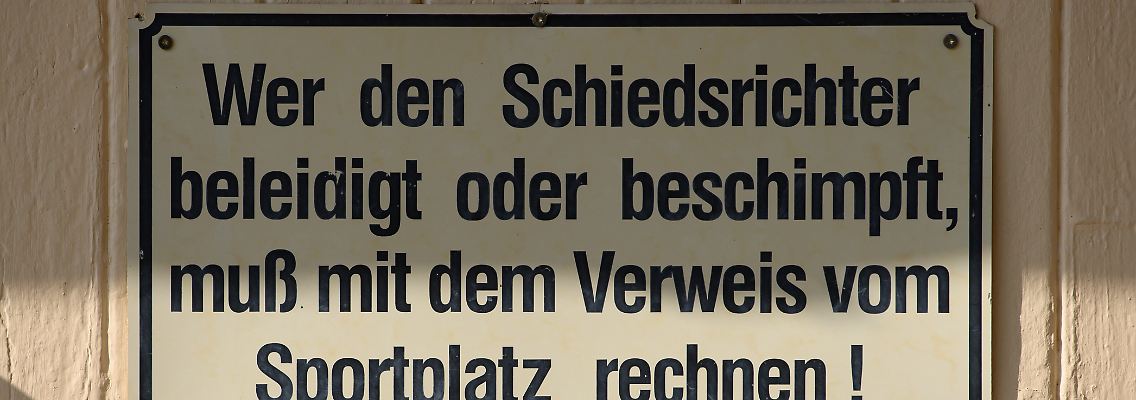 Wer den Schiedsrichter
beleidigt oder beschimpft,
muß mit dem Verweis vom
Sportplatz rechnen !